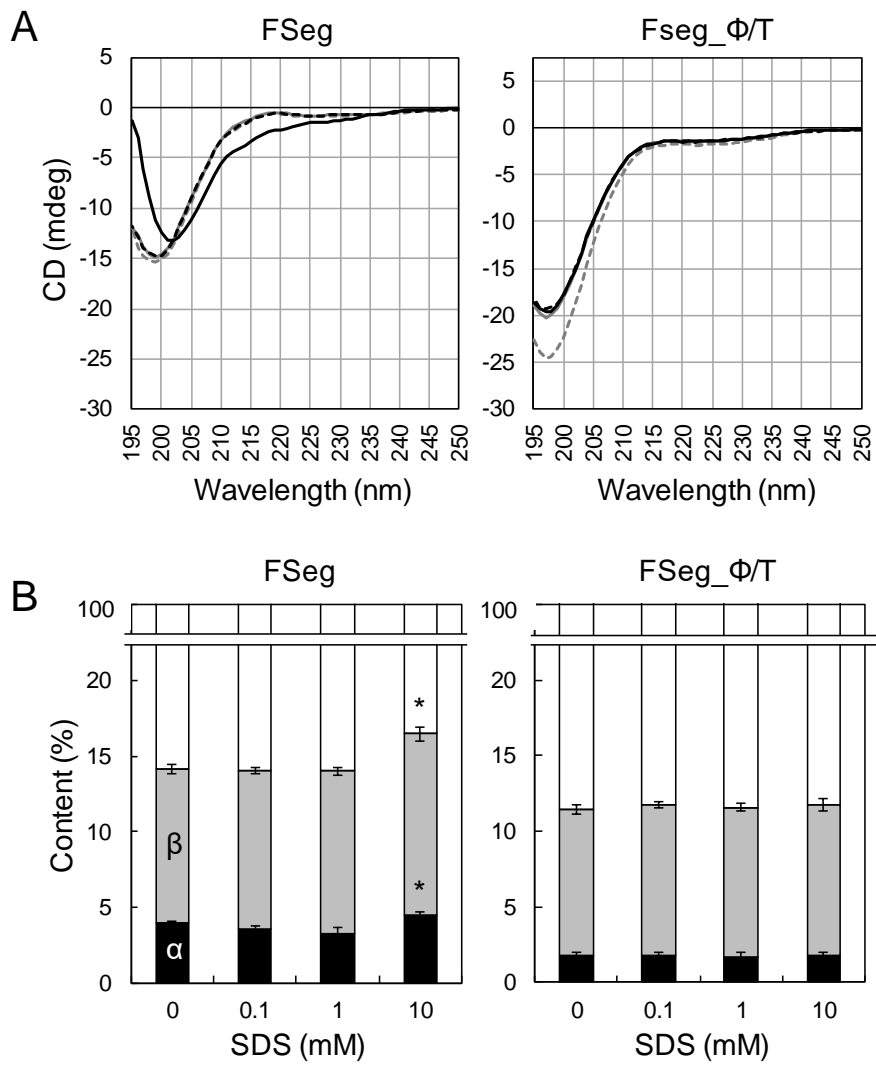 A
FSeg
Fseg_Φ/T
CD (mdeg)
5
0
-5
-10
-15
-20
-25
-30
5
0
-5
-10
-15
-20
-25
-30
195 200 205 210 215 220 225 230 235 240 245 250
195 200 205 210 215 220 225 230 235 240 245 250
Wavelength (nm)
Wavelength (nm)
B
FSeg
FSeg_Φ/T
Content (%)
100
20
15
10
5
0
β
α
*
*
100
20
15
10
5
0
0 0.1 1 10
0 0.1 1 10
SDS (mM)
SDS (mM)